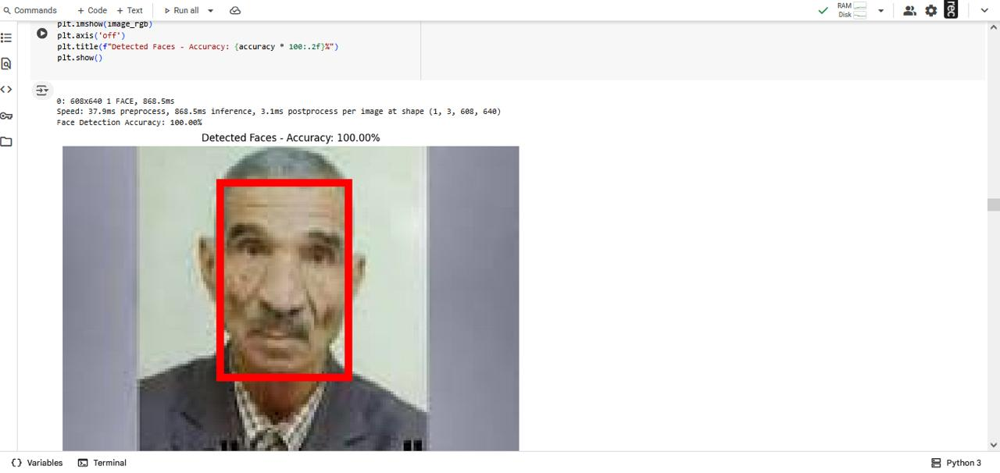 Commands + Code + Text Run all RAM Disk rec
plt.imshow(image_rgb)
plt.axis('off')
plt.title(f"Detected Faces - Accuracy: {accuracy * 100:.2f}%")
plt.show()
0: 608x640 1 FACE, 868.5ms
Speed: 37.9ms preprocess, 868.5ms inference, 3.1ms postprocess per image at shape (1, 3, 608, 640)
Face Detection Accuracy: 100.00%
Detected Faces - Accuracy: 100.00%
{} Variables Terminal Python 3